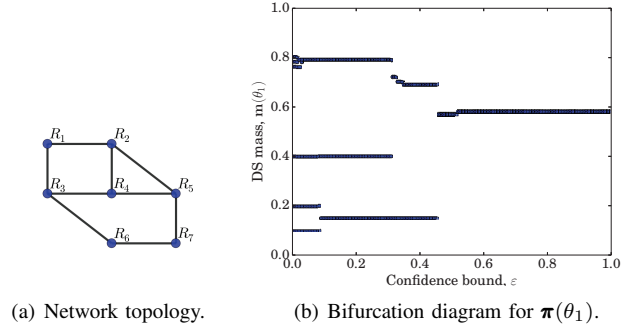 R₁
R₂
R₃
R₄
R₅
R₆
R₇
(a) Network topology.
1.0
0.8
0.6
0.4
0.2
0.0
DS mass, m(θ₁)
0.0 0.2 0.4 0.6 0.8 1.0
Confidence bound, ε
(b) Bifurcation diagram for π(θ₁).